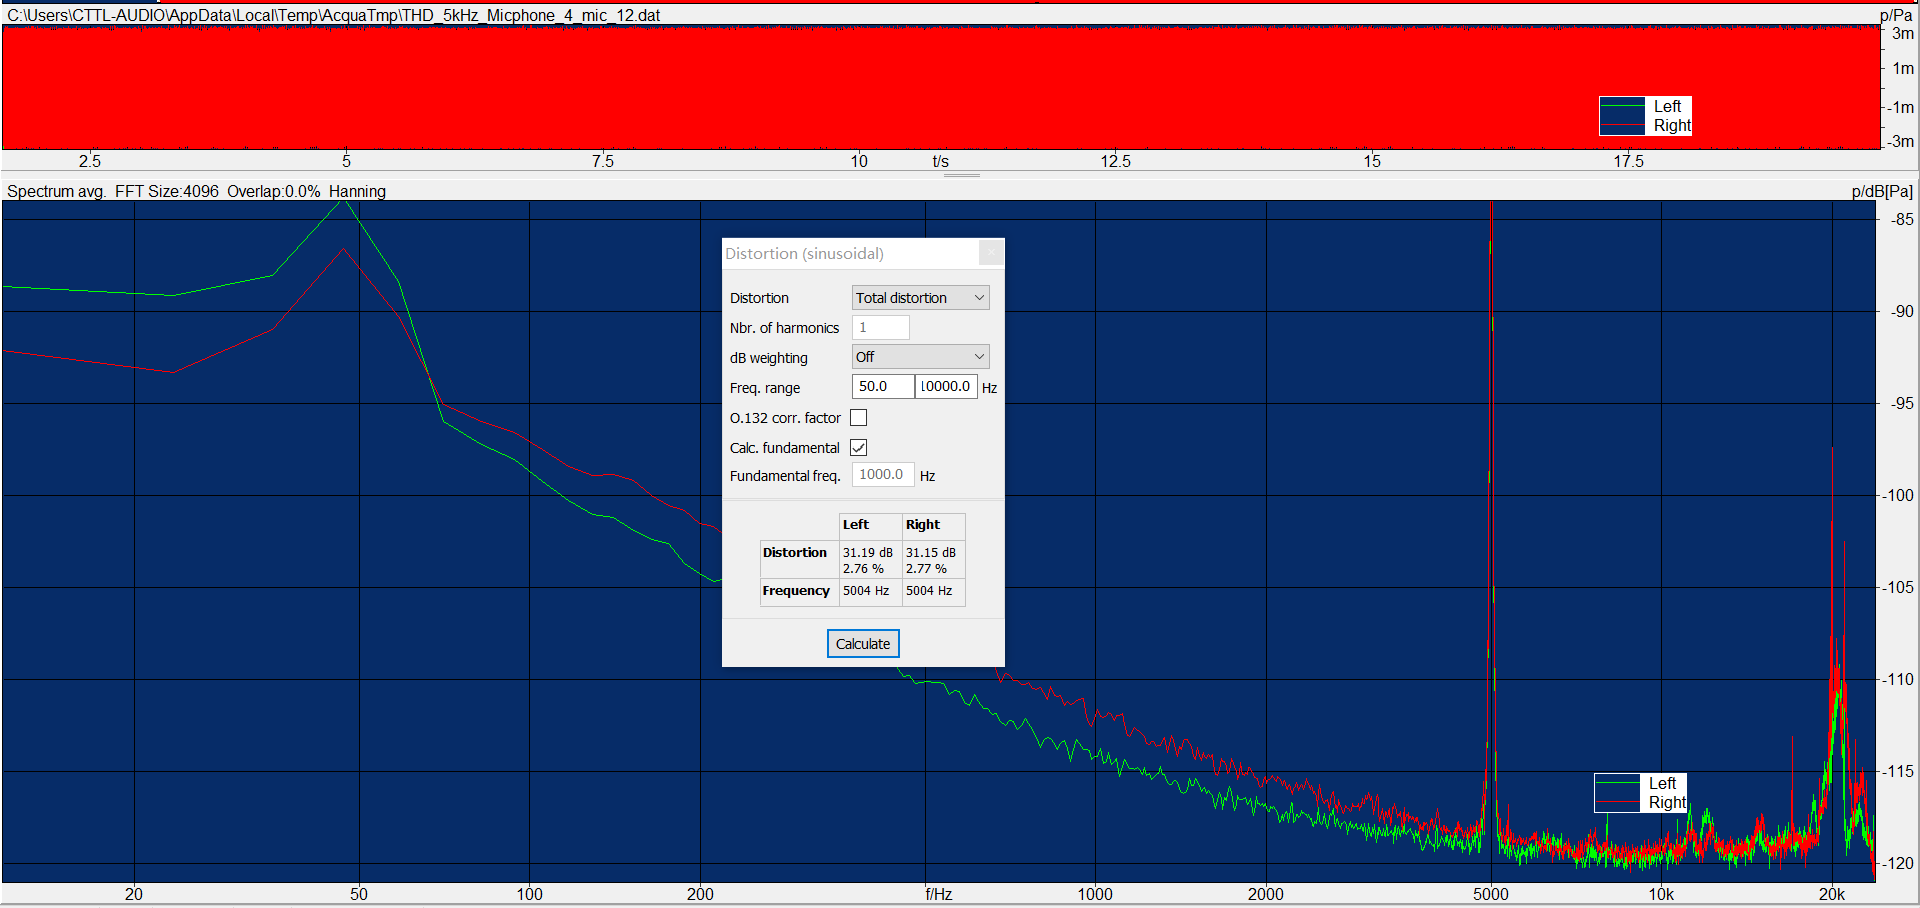 C:\Users\CTTL-AUDIO\AppData\Local\Temp\AcquaTmp\THD_5kHz_Micphone_4_mic_12.dat
p/Pa
3m
1m
-1m
-3m
Left
Right
2.5 5 7.5 10 t/s 12.5 15 17.5
Spectrum avg. FFT Size:4096 Overlap:0.0% Hanning
p/dB[Pa]
-85
-90
-95
-100
-105
-110
-115
-120
Distortion (sinusoidal)
Distortion Total distortion
Nbr. of harmonics 1
dB weighting Off
Freq. range 50.0 10000.0 Hz
O.132 corr. factor
Calc. fundamental
Fundamental freq. 1000.0 Hz
Left Right
Distortion 31.19 dB 31.15 dB
2.76 % 2.77 %
Frequency 5004 Hz 5004 Hz
Calculate
Left
Right
20 50 100 200 f/Hz 1000 2000 5000 10k 20k